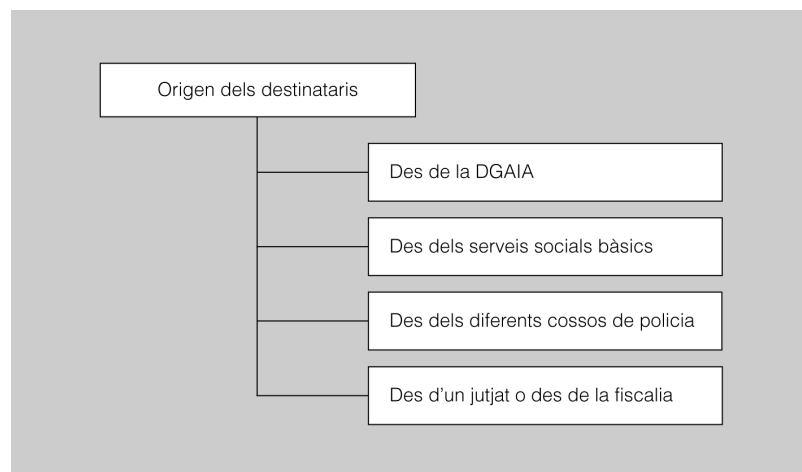 Origen dels destinataris
Des de la DGAIA
Des dels serveis socials bàsics
Des dels diferents cossos de policia
Des d'un jutjat o des de la fiscalia